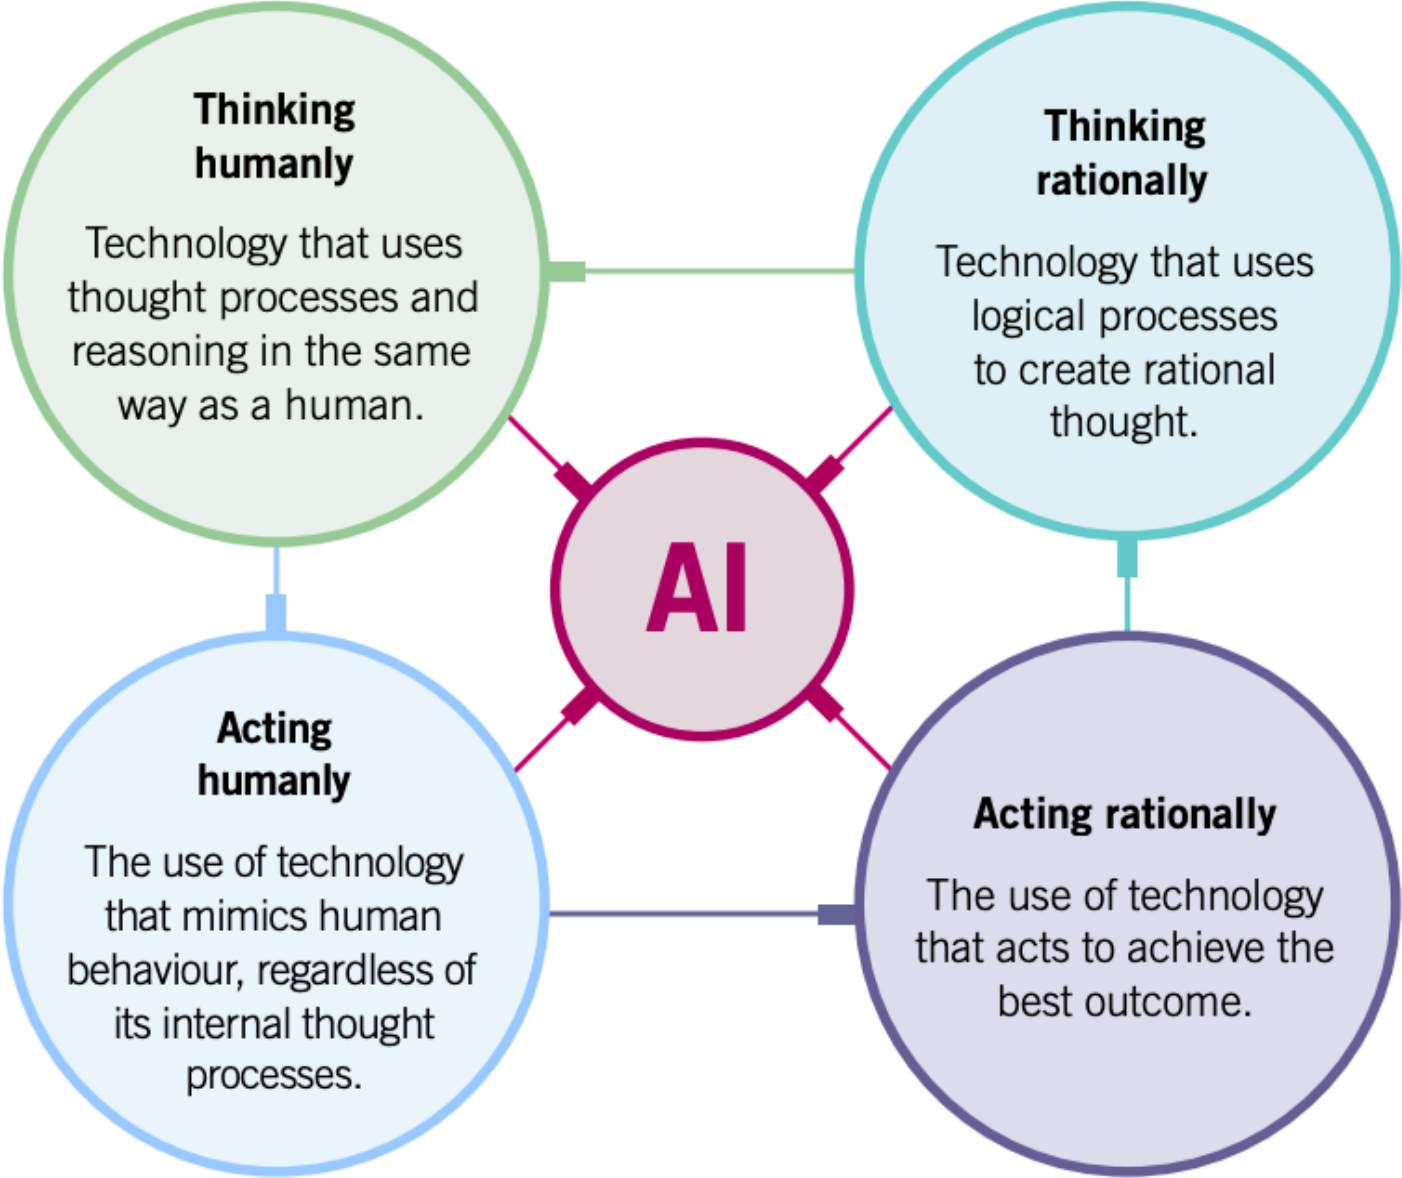 Thinking
humanly
Technology that uses
thought processes and
reasoning in the same
way as a human.
Thinking
rationally
Technology that uses
logical processes
to create rational
thought.
AI
Acting
humanly
The use of technology
that mimics human
behaviour, regardless of
its internal thought
processes.
Acting rationally
The use of technology
that acts to achieve the
best outcome.